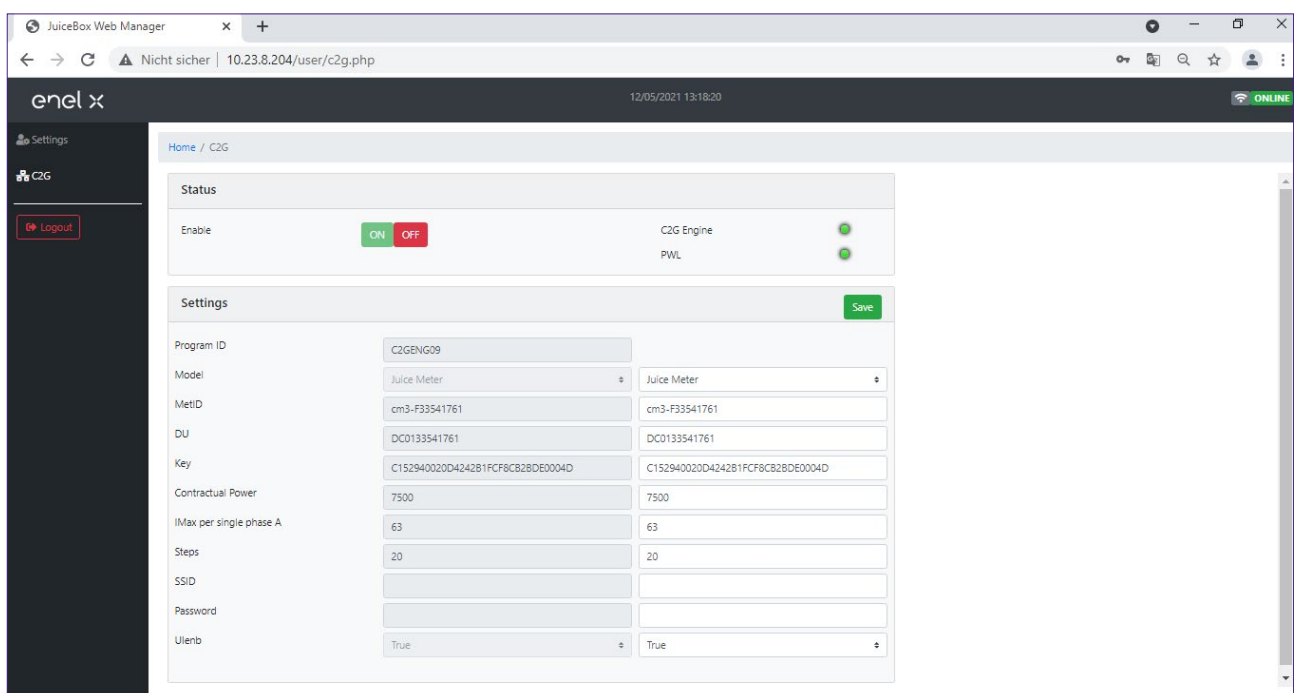 JuiceBox Web Manager
Nicht sicher | 10.23.8.204/user/c2g.php
enel x 12/05/2021 13:18:20 ONLINE
Settings
C2G
Logout
Home / C2G
Status
Enable ON OFF C2G Engine
PWL
Settings Save
Program ID C2GENG09
Model Juice Meter Juice Meter
MetID cm3-F33541761 cm3-F33541761
DU DC0133541761 DC0133541761
Key C152940020D4242B1FCF8CB2BDE0004D C152940020D4242B1FCF8CB2BDE0004D
Contractual Power 7500 7500
IMax per single phase A 63 63
Steps 20 20
SSID
Password
Ulenb True True